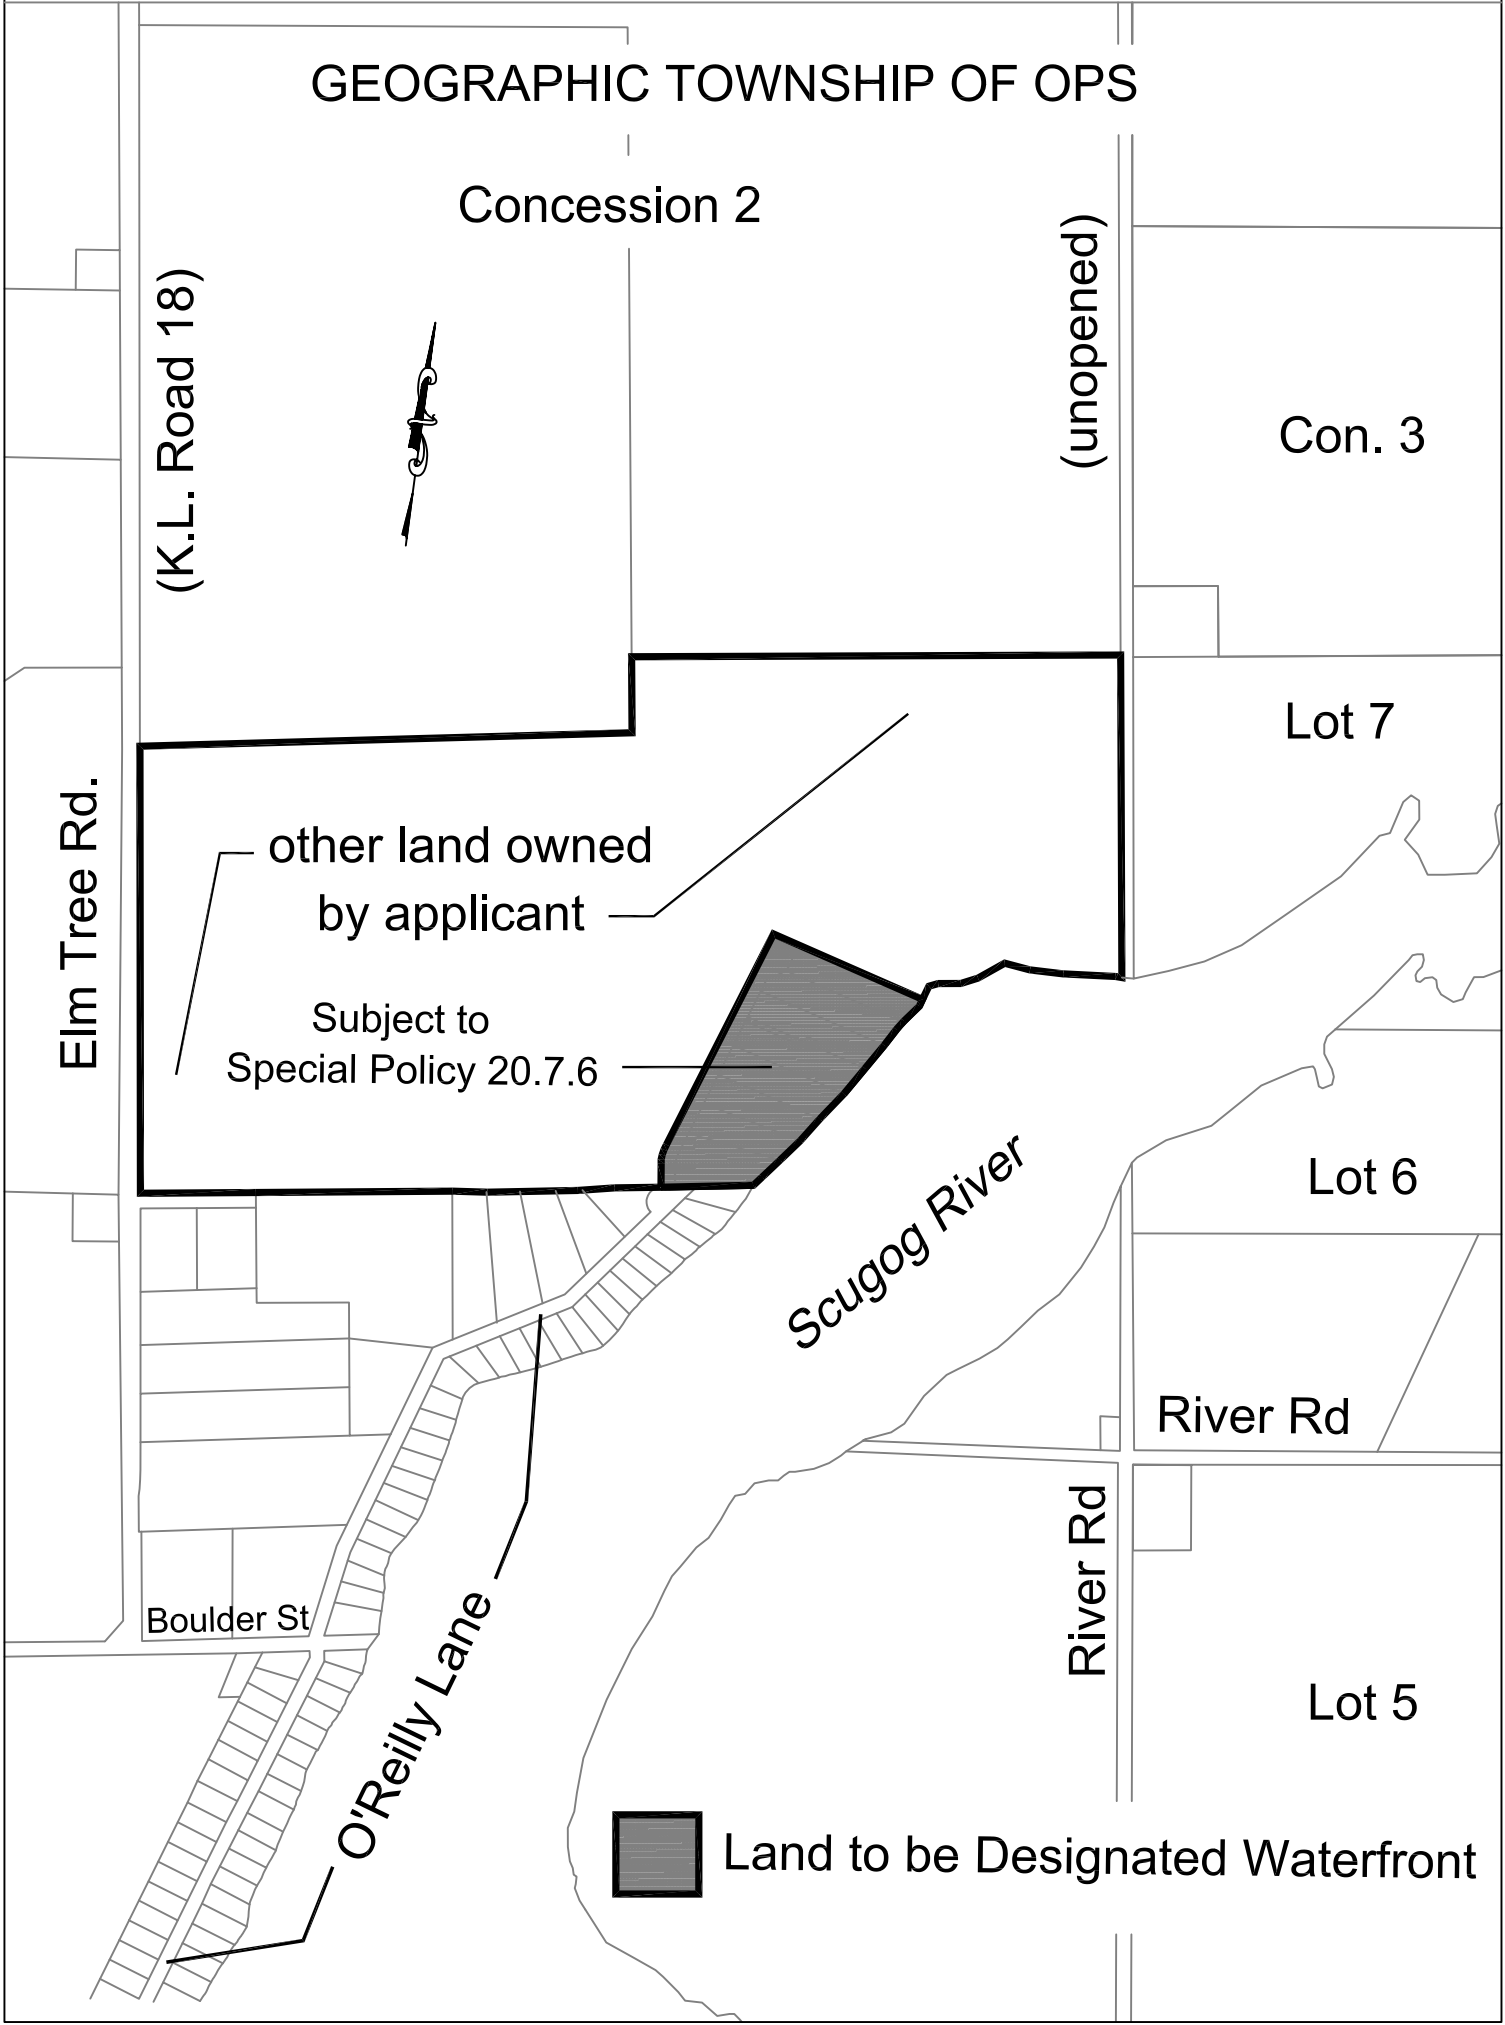 GEOGRAPHIC TOWNSHIP OF OPS
Concession 2
(K.L. Road 18)
(unopened)
Con. 3
Lot 7
Elm Tree Rd.
other land owned
by applicant
Subject to
Special Policy 20.7.6
Scugog River
Lot 6
River Rd
River Rd
Boulder St
O'Reilly Lane
Lot 5
Land to be Designated Waterfront